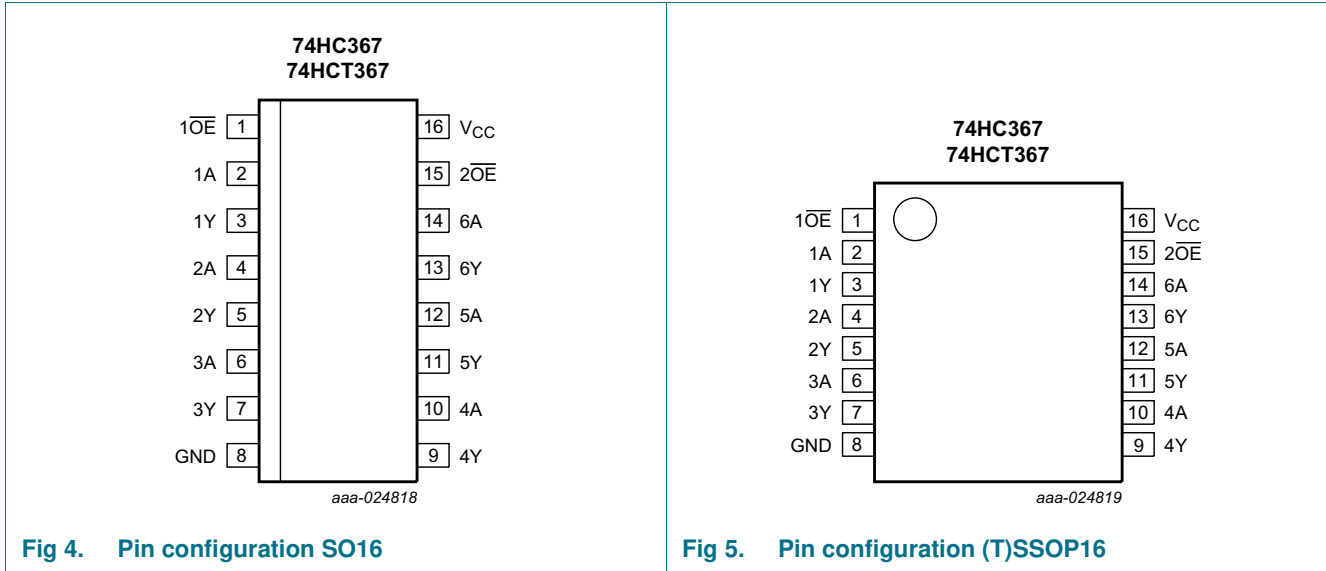 74HC367
74HCT367
1O̅E̅ 1
16 VCC
1A 2
15 2O̅E̅
1Y 3
14 6A
2A 4
13 6Y
2Y 5
12 5A
3A 6
11 5Y
3Y 7
10 4A
GND 8
9 4Y
aaa-024818
Fig 4. Pin configuration SO16
74HC367
74HCT367
1O̅E̅ 1
16 VCC
1A 2
15 2O̅E̅
1Y 3
14 6A
2A 4
13 6Y
2Y 5
12 5A
3A 6
11 5Y
3Y 7
10 4A
GND 8
9 4Y
aaa-024819
Fig 5. Pin configuration (T)SSOP16